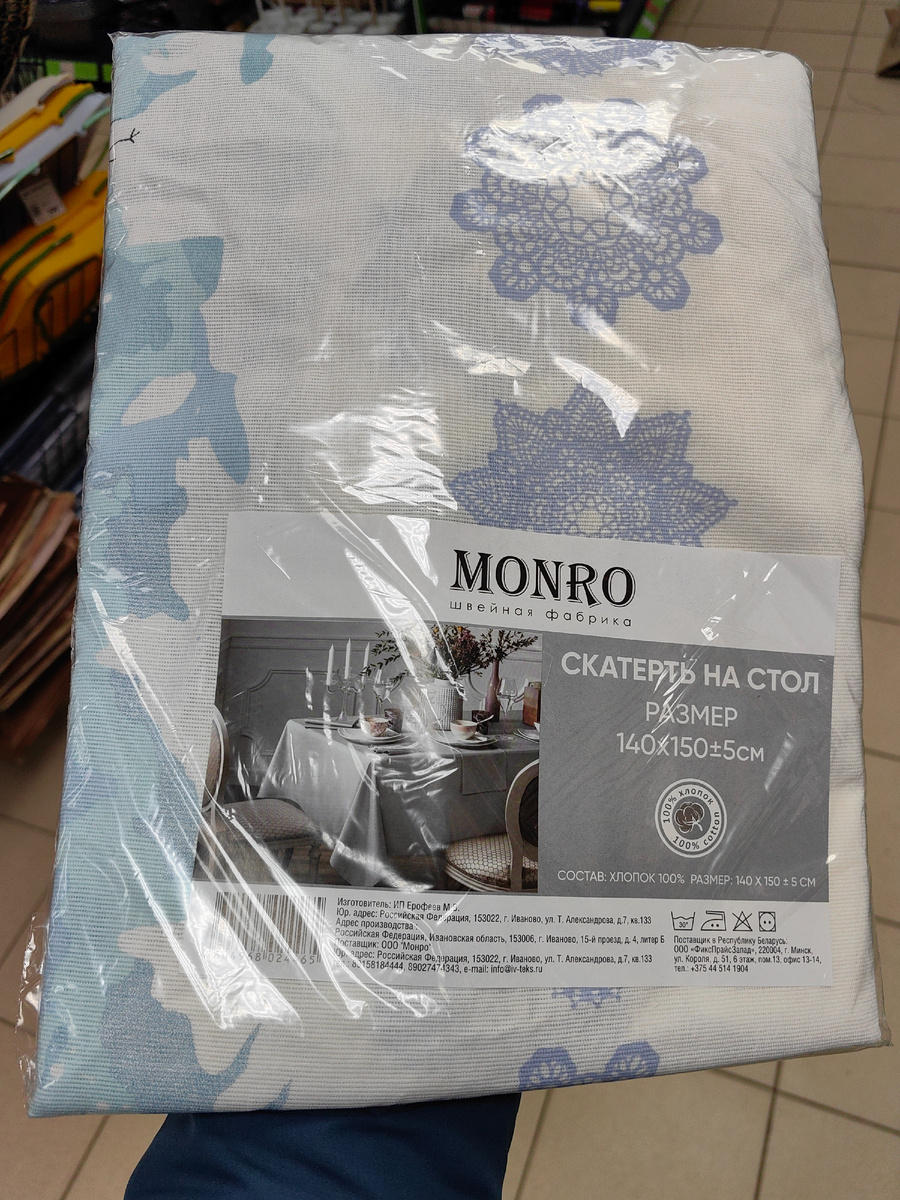 MONRO
швейная фабрика
СКАТЕРТЬ НА СТОЛ
РАЗМЕР
140х150±5см
100% хлопок
100% cotton
СОСТАВ: ХЛОПОК 100% РАЗМЕР: 140 Х 150 ± 5 СМ
Изготовитель: ИП Ерофеев М.В.
Юр. адрес: Российская Федерация, 153022, г. Иваново, ул. Т. Александрова, д.7, кв.133
Адрес производства:
Российская Федерация, Ивановская область, 153006, г. Иваново, 15-й проезд, д. 4, литер Б
Поставщик: ООО "Монро"
Юр. адрес: Российская Федерация, 153022, г. Иваново, ул. Т. Александрова, д.7, кв.133
89158184444, 89027474343, e-mail: info@iv-teks.ru
30°
Поставщик в Республику Беларусь:
ООО «ФиксПрайсЗапад», 220004, г. Минск,
ул. Короля, д. 51, 6 этаж, пом.13, офис 13-14,
тел.: +375 44 514 1904